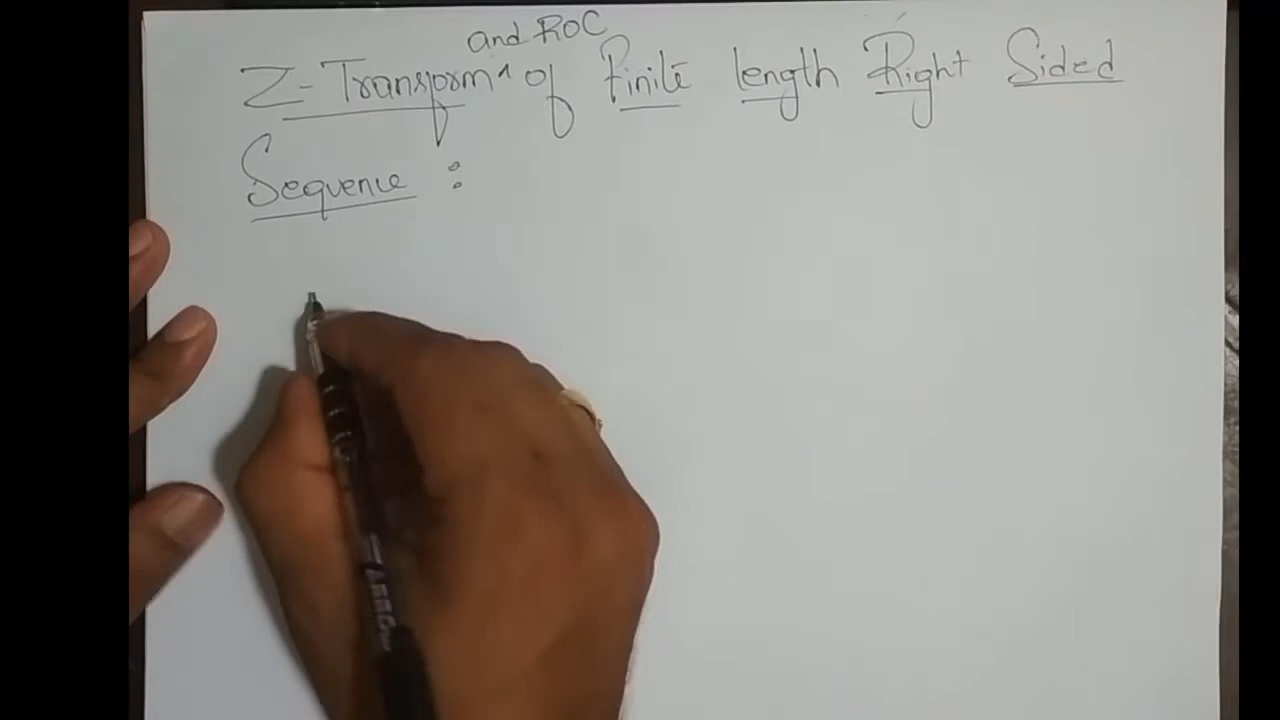 and ROC
Z-Transform ^ of Finite length Right Sided
Sequence :